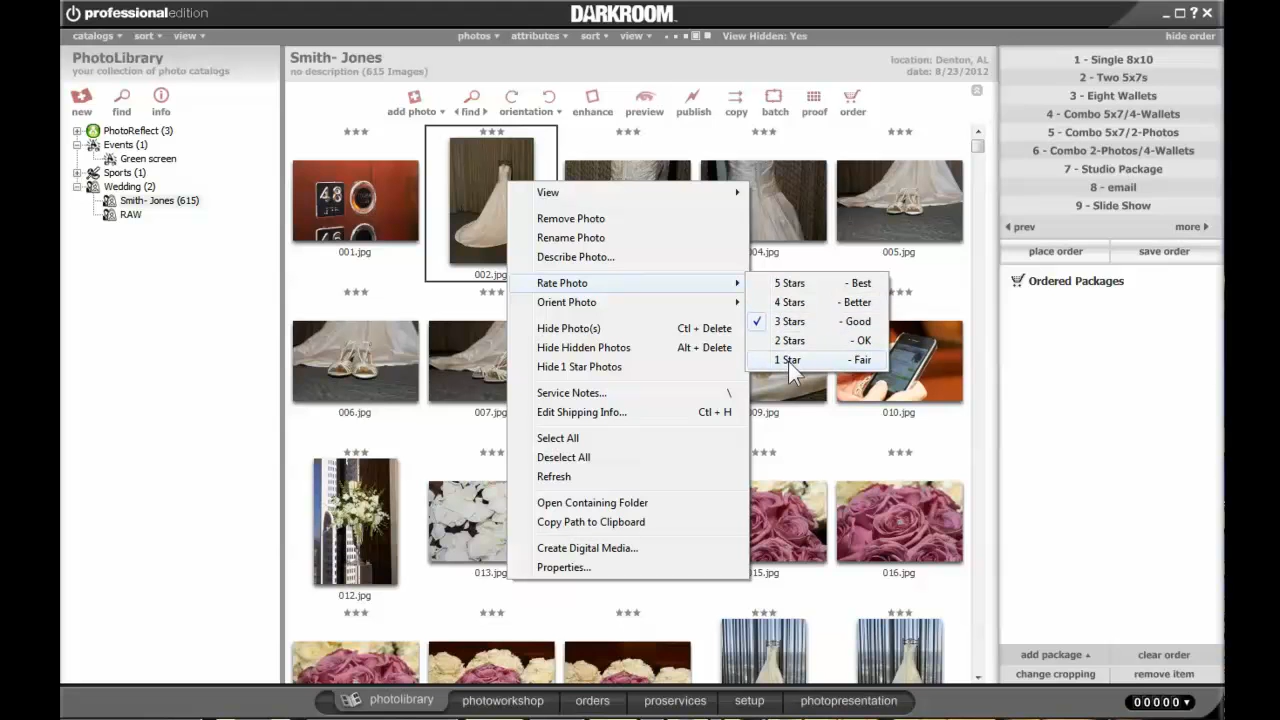 professionaledition
DARKROOM
catalogs sort view
photos attributes sort view View Hidden: Yes
hide order
PhotoLibrary
your collection of photo catalogs
new find info
PhotoReflect (3)
Events (1)
Green screen
Sports (1)
Wedding (2)
Smith- Jones (615)
RAW
Smith- Jones
no description (615 Images)
location: Denton, AL
date: 8/23/2012
add photo find orientation enhance preview publish copy batch proof order
48
001.jpg
002.jpg
04.jpg
005.jpg
006.jpg
007.jpg
09.jpg
010.jpg
012.jpg
013.jpg
015.jpg
016.jpg
View
Remove Photo
Rename Photo
Describe Photo...
Rate Photo
Orient Photo
Hide Photo(s) Ctl + Delete
Hide Hidden Photos Alt + Delete
Hide 1 Star Photos
Service Notes... \
Edit Shipping Info... Ctl + H
Select All
Deselect All
Refresh
Open Containing Folder
Copy Path to Clipboard
Create Digital Media...
Properties...
5 Stars - Best
4 Stars - Better
3 Stars - Good
2 Stars - OK
1 Star - Fair
1 - Single 8x10
2 - Two 5x7s
3 - Eight Wallets
4 - Combo 5x7/4-Wallets
5 - Combo 5x7/2-Photos
6 - Combo 2-Photos/4-Wallets
7 - Studio Package
8 - email
9 - Slide Show
prev more
place order save order
Ordered Packages
add package clear order
change cropping remove item
photolibrary photoworkshop orders proservices setup photopresentation
00000